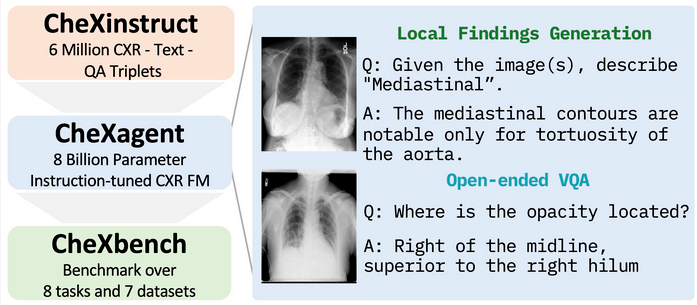 CheXinstruct
6 Million CXR - Text -
QA Triplets
CheXagent
8 Billion Parameter
Instruction-tuned CXR FM
CheXbench
Benchmark over
8 tasks and 7 datasets
Local Findings Generation
Q: Given the image(s), describe
"Mediastinal”.
A: The mediastinal contours are
notable only for tortuosity of
the aorta.
Open-ended VQA
Q: Where is the opacity located?
A: Right of the midline,
superior to the right hilum